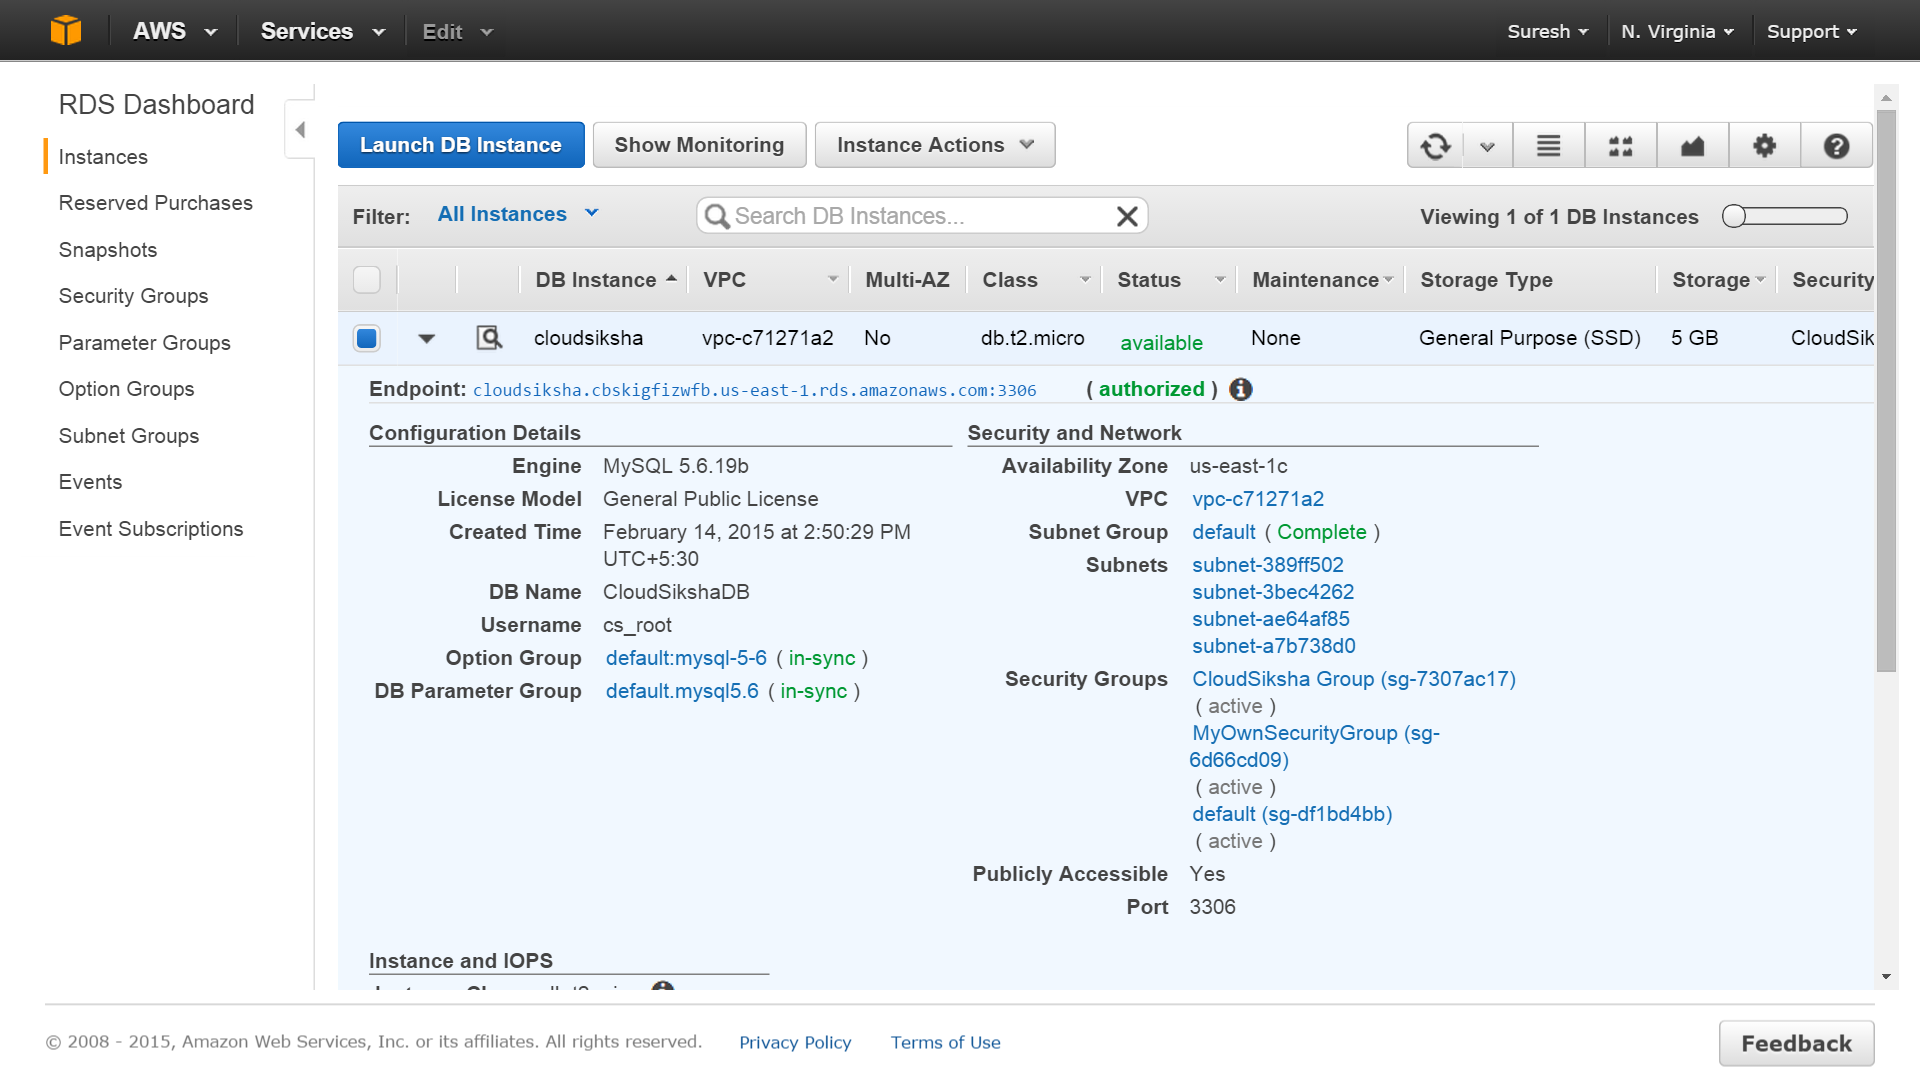 AWS Services Edit Suresh N. Virginia Support
RDS Dashboard
Instances
Reserved Purchases
Snapshots
Security Groups
Parameter Groups
Option Groups
Subnet Groups
Events
Event Subscriptions
Launch DB Instance Show Monitoring Instance Actions
Filter: All Instances Search DB Instances... Viewing 1 of 1 DB Instances
DB Instance VPC Multi-AZ Class Status Maintenance Storage Type Storage Security
cloudsiksha vpc-c71271a2 No db.t2.micro available None General Purpose (SSD) 5 GB CloudSik
Endpoint: cloudsiksha.cbskigfizwfb.us-east-1.rds.amazonaws.com:3306 ( authorized )
Configuration Details
Engine MySQL 5.6.19b
License Model General Public License
Created Time February 14, 2015 at 2:50:29 PM
UTC+5:30
DB Name CloudSikshaDB
Username cs_root
Option Group default:mysql-5-6 ( in-sync )
DB Parameter Group default.mysql5.6 ( in-sync )
Security and Network
Availability Zone us-east-1c
VPC vpc-c71271a2
Subnet Group default ( Complete )
Subnets subnet-389ff502
subnet-3bec4262
subnet-ae64af85
subnet-a7b738d0
Security Groups CloudSiksha Group (sg-7307ac17)
( active )
MyOwnSecurityGroup (sg-
6d66cd09)
( active )
default (sg-df1bd4bb)
( active )
Publicly Accessible Yes
Port 3306
Instance and IOPS
© 2008 - 2015, Amazon Web Services, Inc. or its affiliates. All rights reserved. Privacy Policy Terms of Use
Feedback